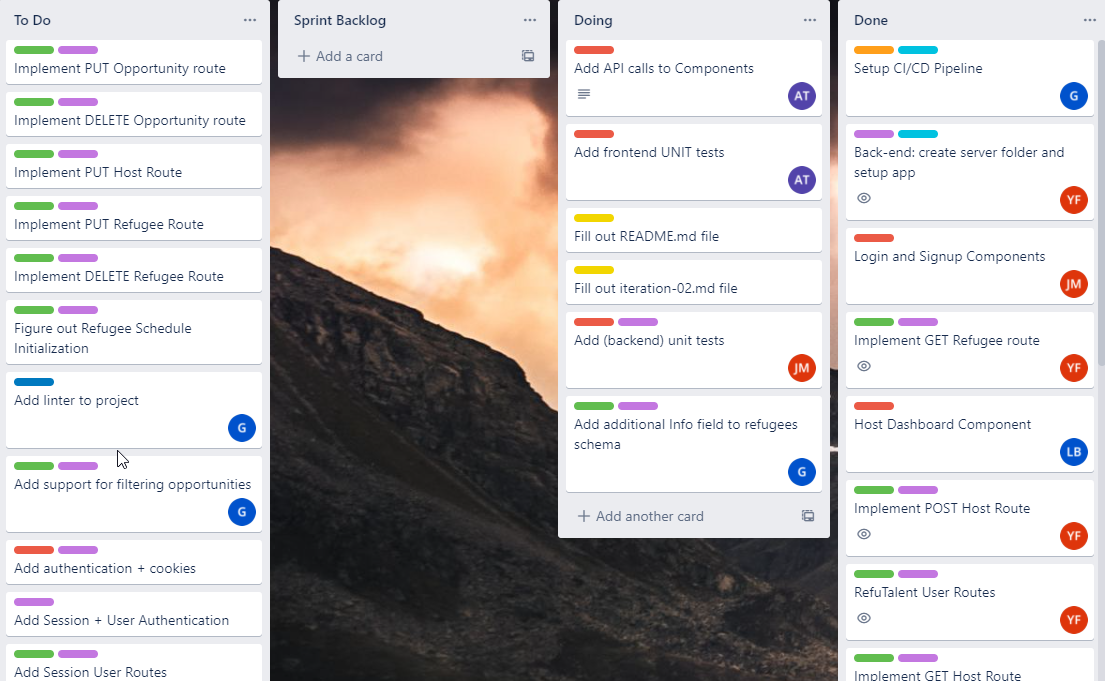 To Do
Implement PUT Opportunity route
Implement DELETE Opportunity route
Implement PUT Host Route
Implement PUT Refugee Route
Implement DELETE Refugee Route
Figure out Refugee Schedule
Initialization
Add linter to project
G
Add support for filtering opportunities
G
Add authentication + cookies
Add Session + User Authentication
Add Session User Routes
Sprint Backlog
Add a card
Doing
Add API calls to Components
AT
Add frontend UNIT tests
AT
Fill out README.md file
Fill out iteration-02.md file
Add (backend) unit tests
JM
Add additional Info field to refugees
schema
G
Add another card
Done
Setup CI/CD Pipeline
G
Back-end: create server folder and
setup app
YF
Login and Signup Components
JM
Implement GET Refugee route
YF
Host Dashboard Component
LB
Implement POST Host Route
YF
RefuTalent User Routes
YF
Implement GET Host Route